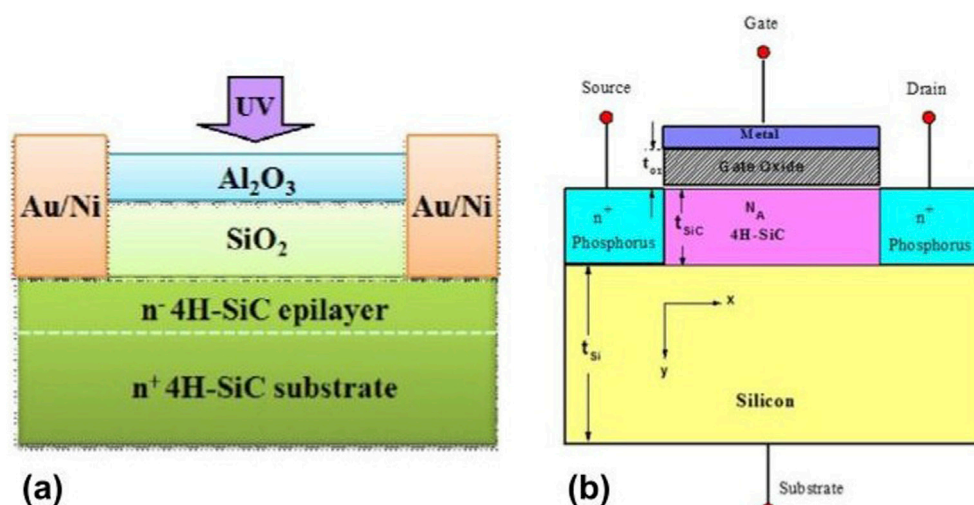 UV
Al₂O₃
Au/Ni
Au/Ni
SiO₂
n⁻ 4H-SiC epilayer
n⁺ 4H-SiC substrate
(a)
Gate
Source
Drain
Metal
tox
Gate Oxide
n⁺
Phosphorus
tSiC
NA
4H-SiC
n⁺
Phosphorus
x
y
tSi
Silicon
Substrate
(b)